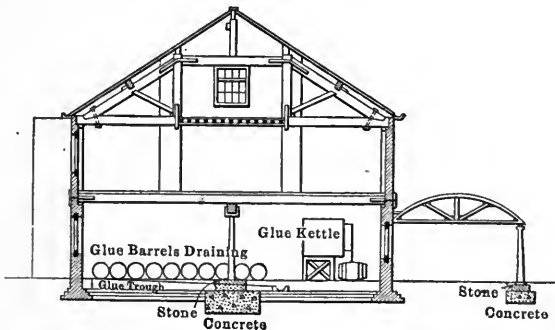 Glue Barrels Draining
Glue Kettle
Glue Trough
Stone
Concrete
Stone
Concrete